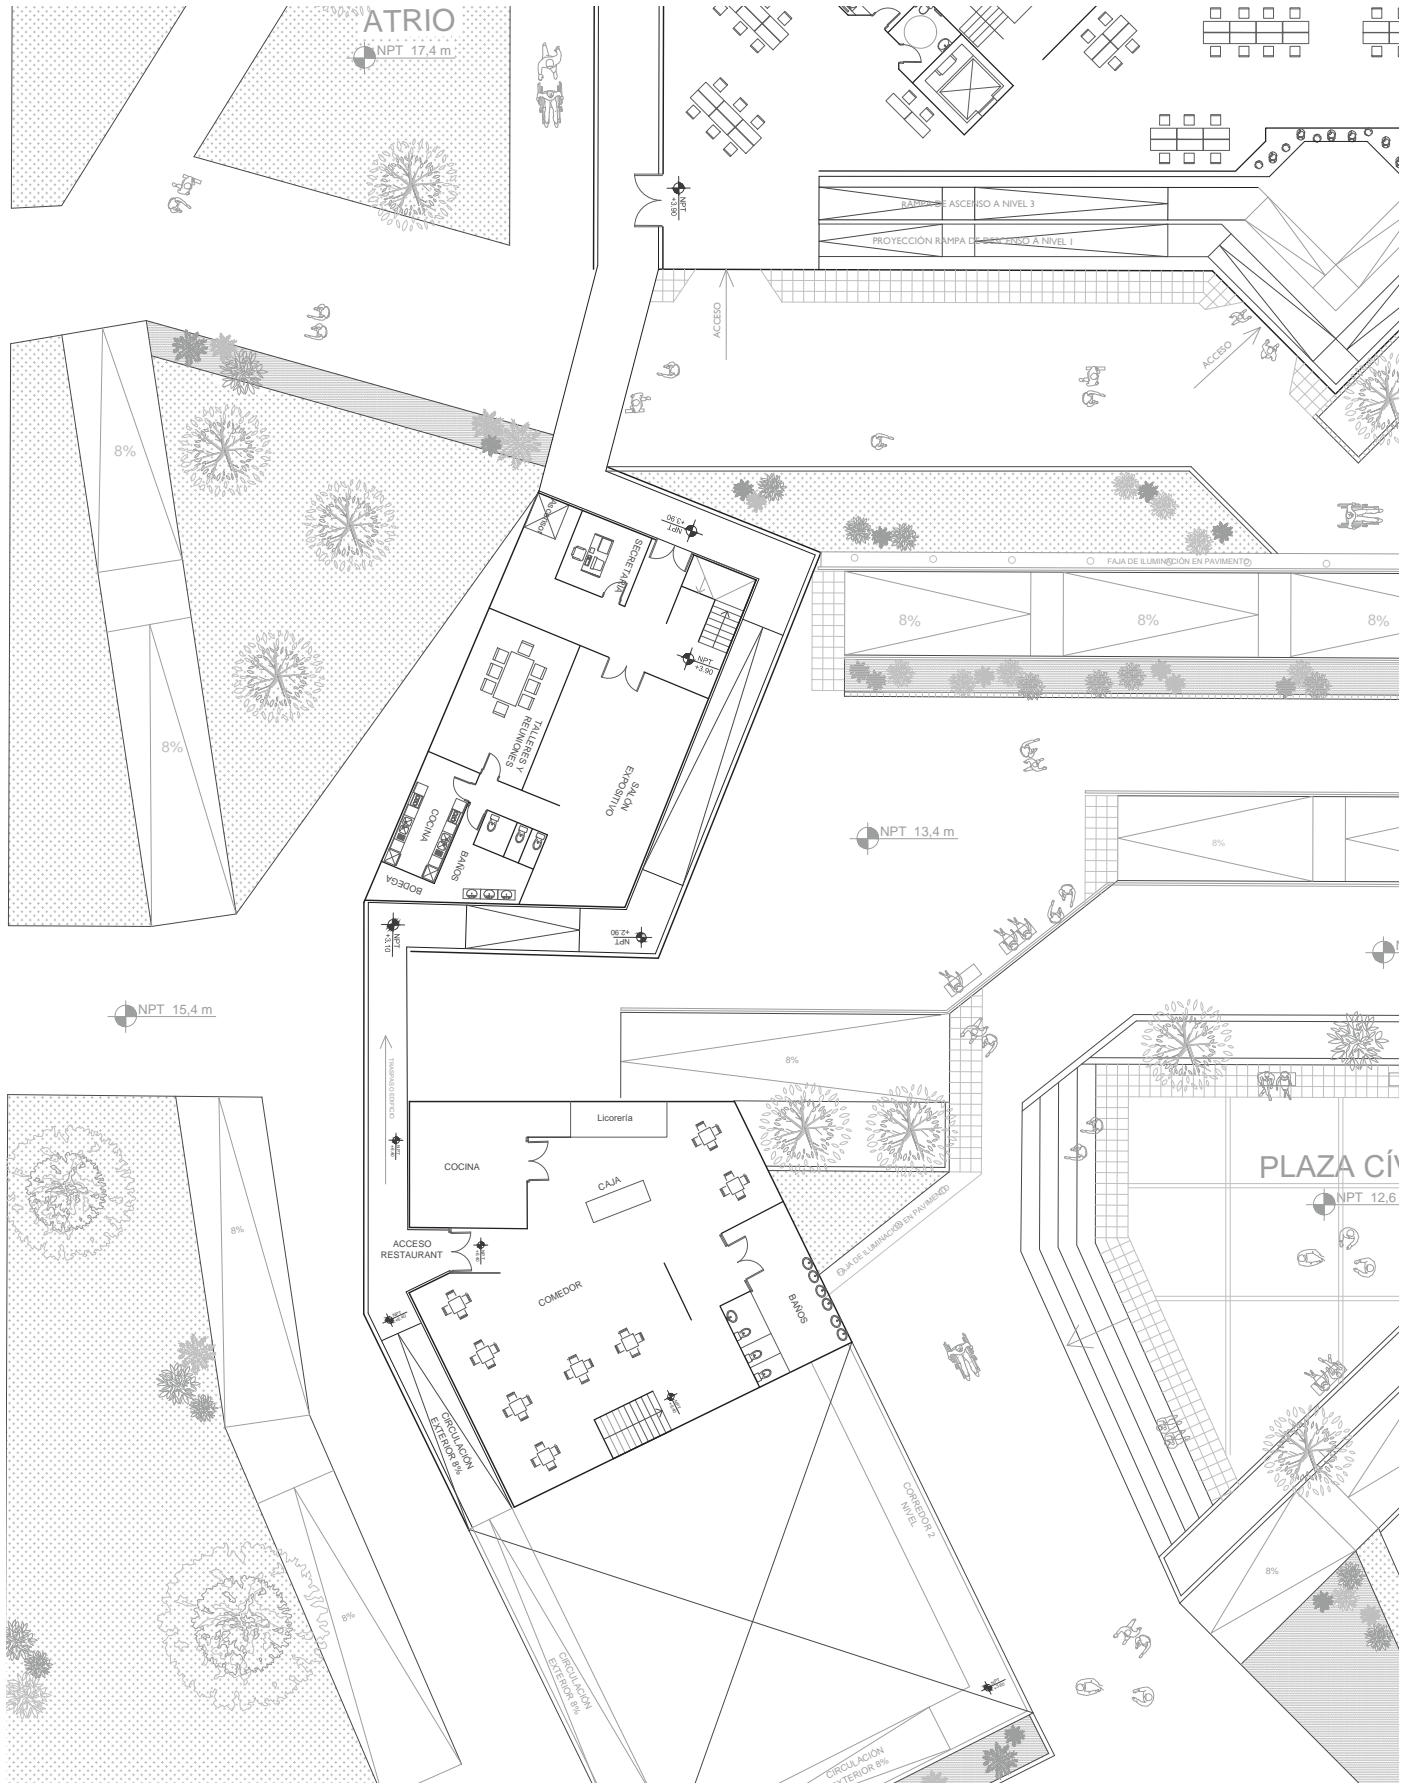 ATRIO
NPT 17,4 m
NPT
+3.90
RAMPA DE ASCENSO A NIVEL 3
PROYECCIÓN RAMPA DE DESCENSO A NIVEL 1
ACCESO
ACCESO
8%
ASCENSO
NPT
+3.90
SECRETARÍA
FAJA DE ILUMINACIÓN EN PAVIMENTO
8%
8%
8%
NPT
+3.90
8%
TALLERES Y
REUNIONES
SALÓN
EXPOSITIVO
COCINA
BAÑOS
BODEGA
NPT 13,4 m
8%
NPT
+3.10
NPT
+2.90
NPT 15,4 m
8%
TRASPASO EDIFICIO
Licorería
COCINA
CAJA
PLAZA CÍV
NPT 12,6
FAJA DE ILUMINACIÓN EN PAVIMENTO
8%
ACCESO
RESTAURANT
COMEDOR
BAÑOS
CIRCULACIÓN
EXTERIOR 8%
CORREDOR 2
NIVEL
8%
8%
CIRCULACIÓN
EXTERIOR 8%
CIRCULACIÓN
EXTERIOR 8%